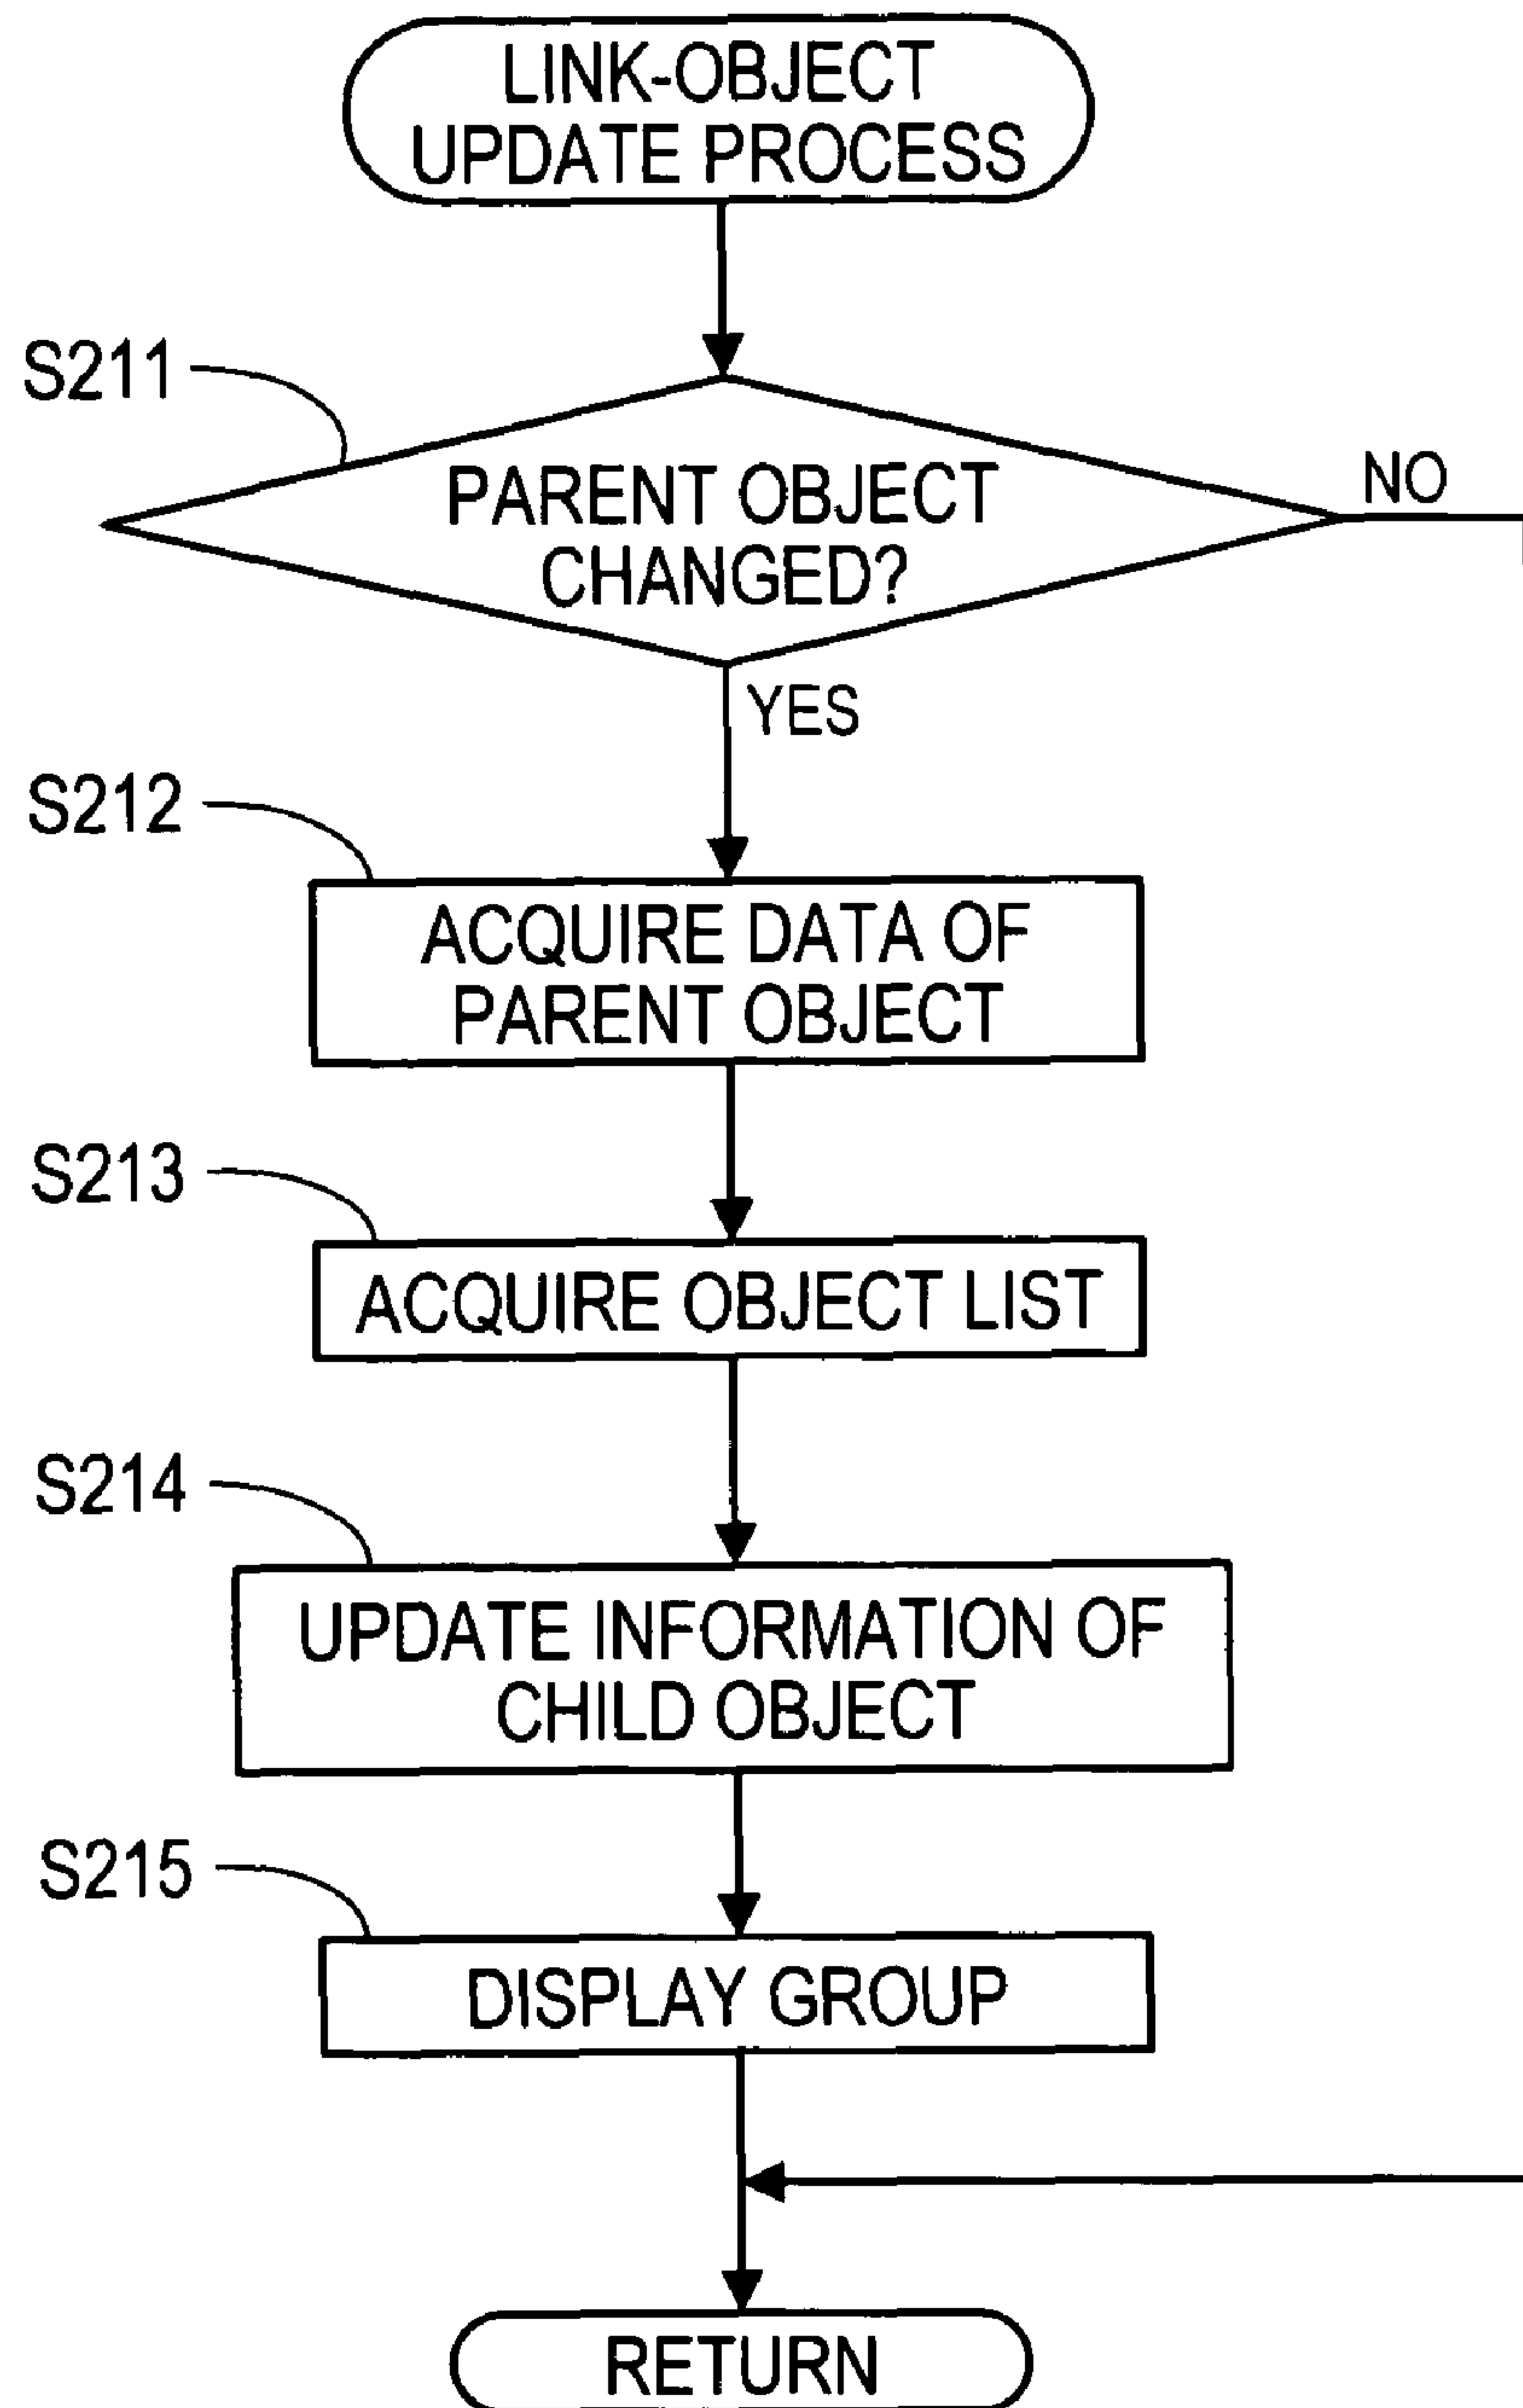 LINK-OBJECT
UPDATE PROCESS
S211
PARENT OBJECT
CHANGED?
NO
YES
S212
ACQUIRE DATA OF
PARENT OBJECT
S213
ACQUIRE OBJECT LIST
S214
UPDATE INFORMATION OF
CHILD OBJECT
S215
DISPLAY GROUP
RETURN